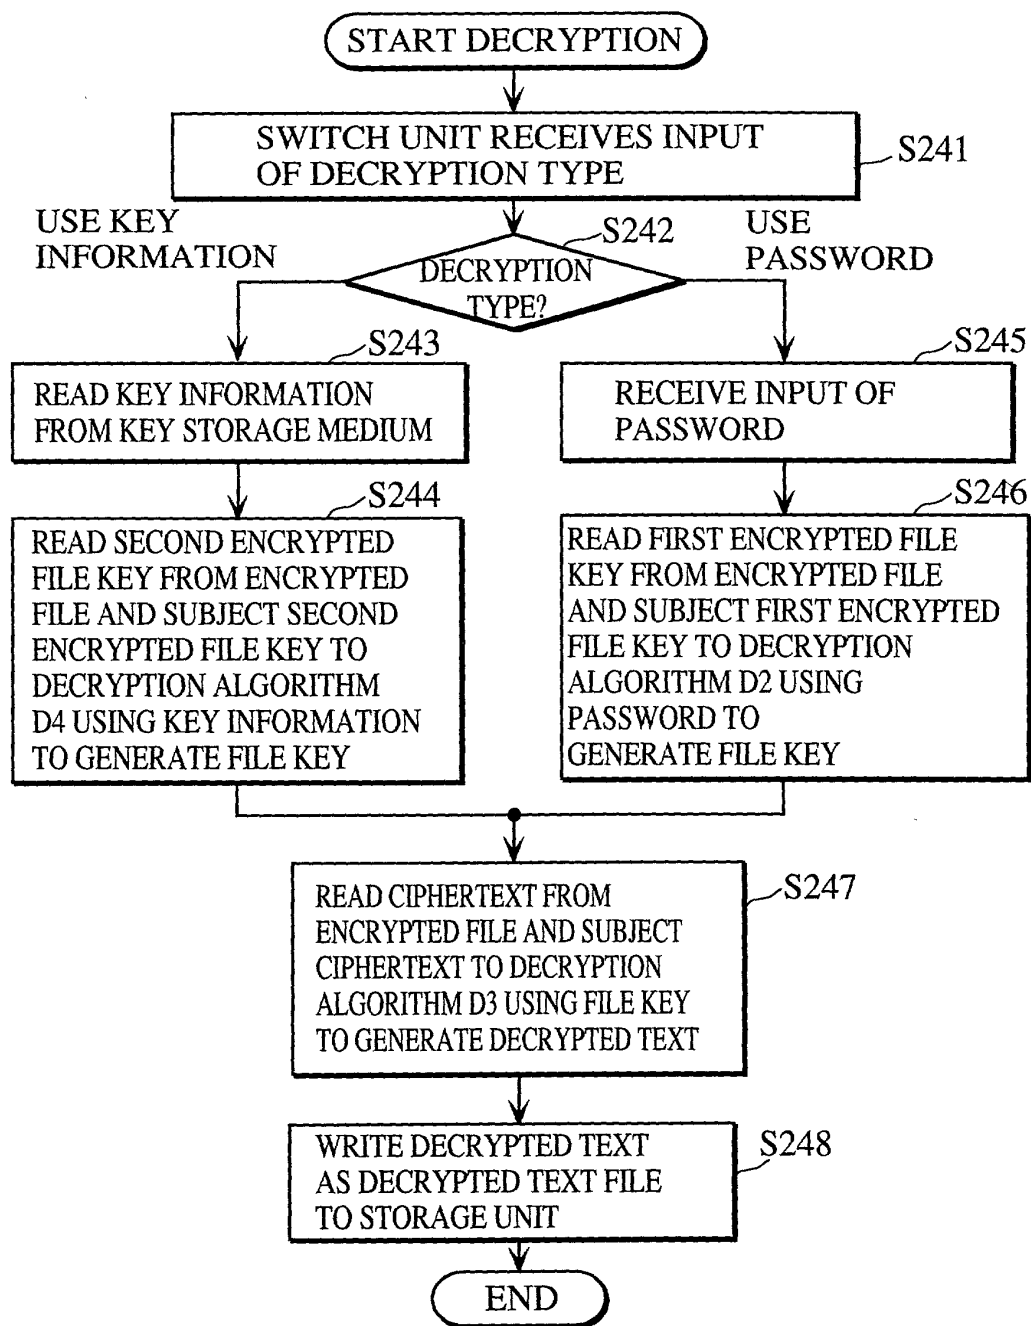 START DECRYPTION
SWITCH UNIT RECEIVES INPUT
OF DECRYPTION TYPE
S241
USE KEY
INFORMATION
S242
USE
PASSWORD
DECRYPTION
TYPE?
S243
READ KEY INFORMATION
FROM KEY STORAGE MEDIUM
S245
RECEIVE INPUT OF
PASSWORD
S244
READ SECOND ENCRYPTED
FILE KEY FROM ENCRYPTED
FILE AND SUBJECT SECOND
ENCRYPTED FILE KEY TO
DECRYPTION ALGORITHM
D4 USING KEY INFORMATION
TO GENERATE FILE KEY
S246
READ FIRST ENCRYPTED FILE
KEY FROM ENCRYPTED FILE
AND SUBJECT FIRST ENCRYPTED
FILE KEY TO DECRYPTION
ALGORITHM D2 USING
PASSWORD TO
GENERATE FILE KEY
S247
READ CIPHERTEXT FROM
ENCRYPTED FILE AND SUBJECT
CIPHERTEXT TO DECRYPTION
ALGORITHM D3 USING FILE KEY
TO GENERATE DECRYPTED TEXT
S248
WRITE DECRYPTED TEXT
AS DECRYPTED TEXT FILE
TO STORAGE UNIT
END